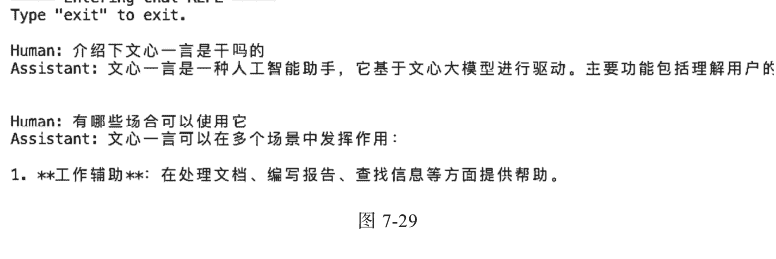 Type "exit" to exit.
Human: 介绍下文心一言是干吗的
Assistant: 文心一言是一种人工智能助手，它基于文心大模型进行驱动。主要功能包括理解用户的
Human: 有哪些场合可以使用它
Assistant: 文心一言可以在多个场景中发挥作用：
1. **工作辅助**: 在处理文档、编写报告、查找信息等方面提供帮助。
图 7-29